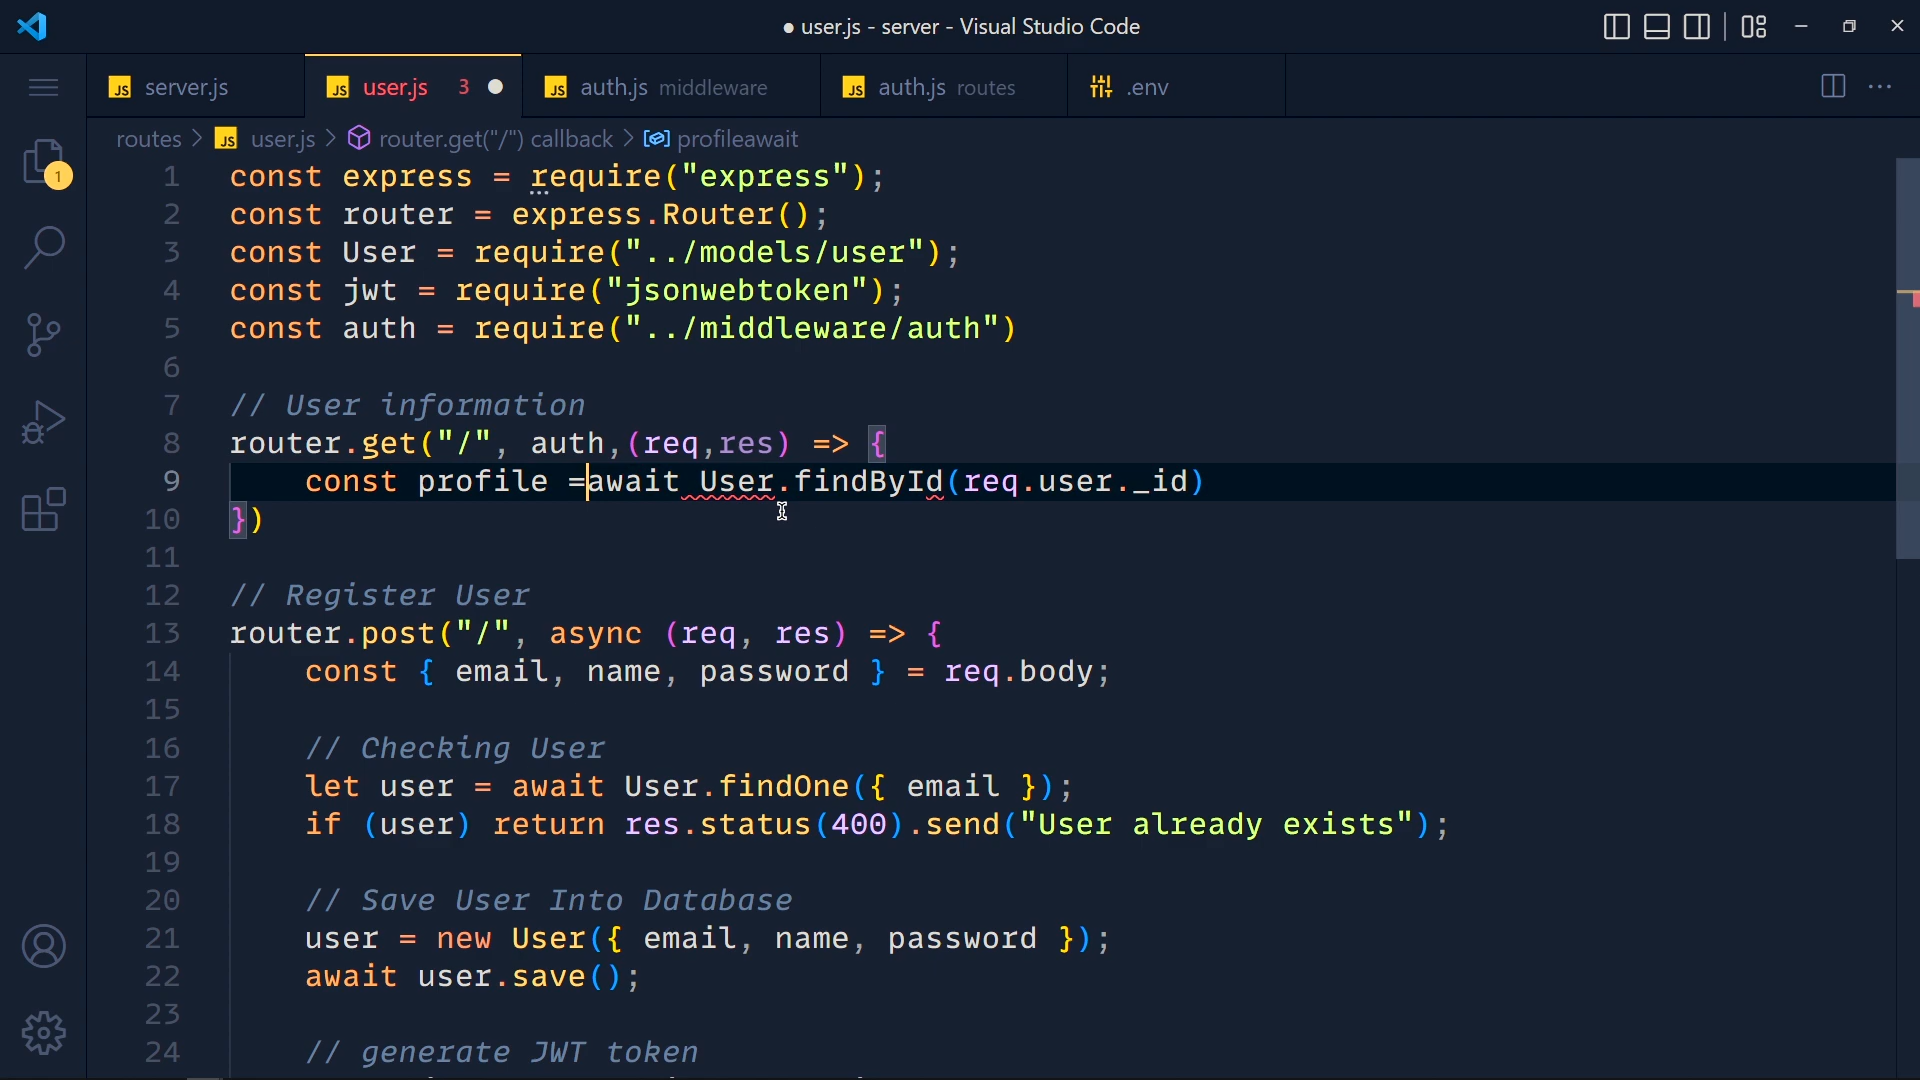 ● user.js - server - Visual Studio Code
server.js
user.js 3
auth.js middleware
auth.js routes
.env
routes > user.js > router.get("/") callback > profileawait
1
1 const express = require("express");
2 const router = express.Router();
3 const User = require("../models/user");
4 const jwt = require("jsonwebtoken");
5 const auth = require("../middleware/auth")
6
7 // User information
8 router.get("/", auth,(req,res) => {
9 const profile =await User.findById(req.user._id)
10 })
11
12 // Register User
13 router.post("/", async (req, res) => {
14 const { email, name, password } = req.body;
15
16 // Checking User
17 let user = await User.findOne({ email });
18 if (user) return res.status(400).send("User already exists");
19
20 // Save User Into Database
21 user = new User({ email, name, password });
22 await user.save();
23
24 // generate JWT token